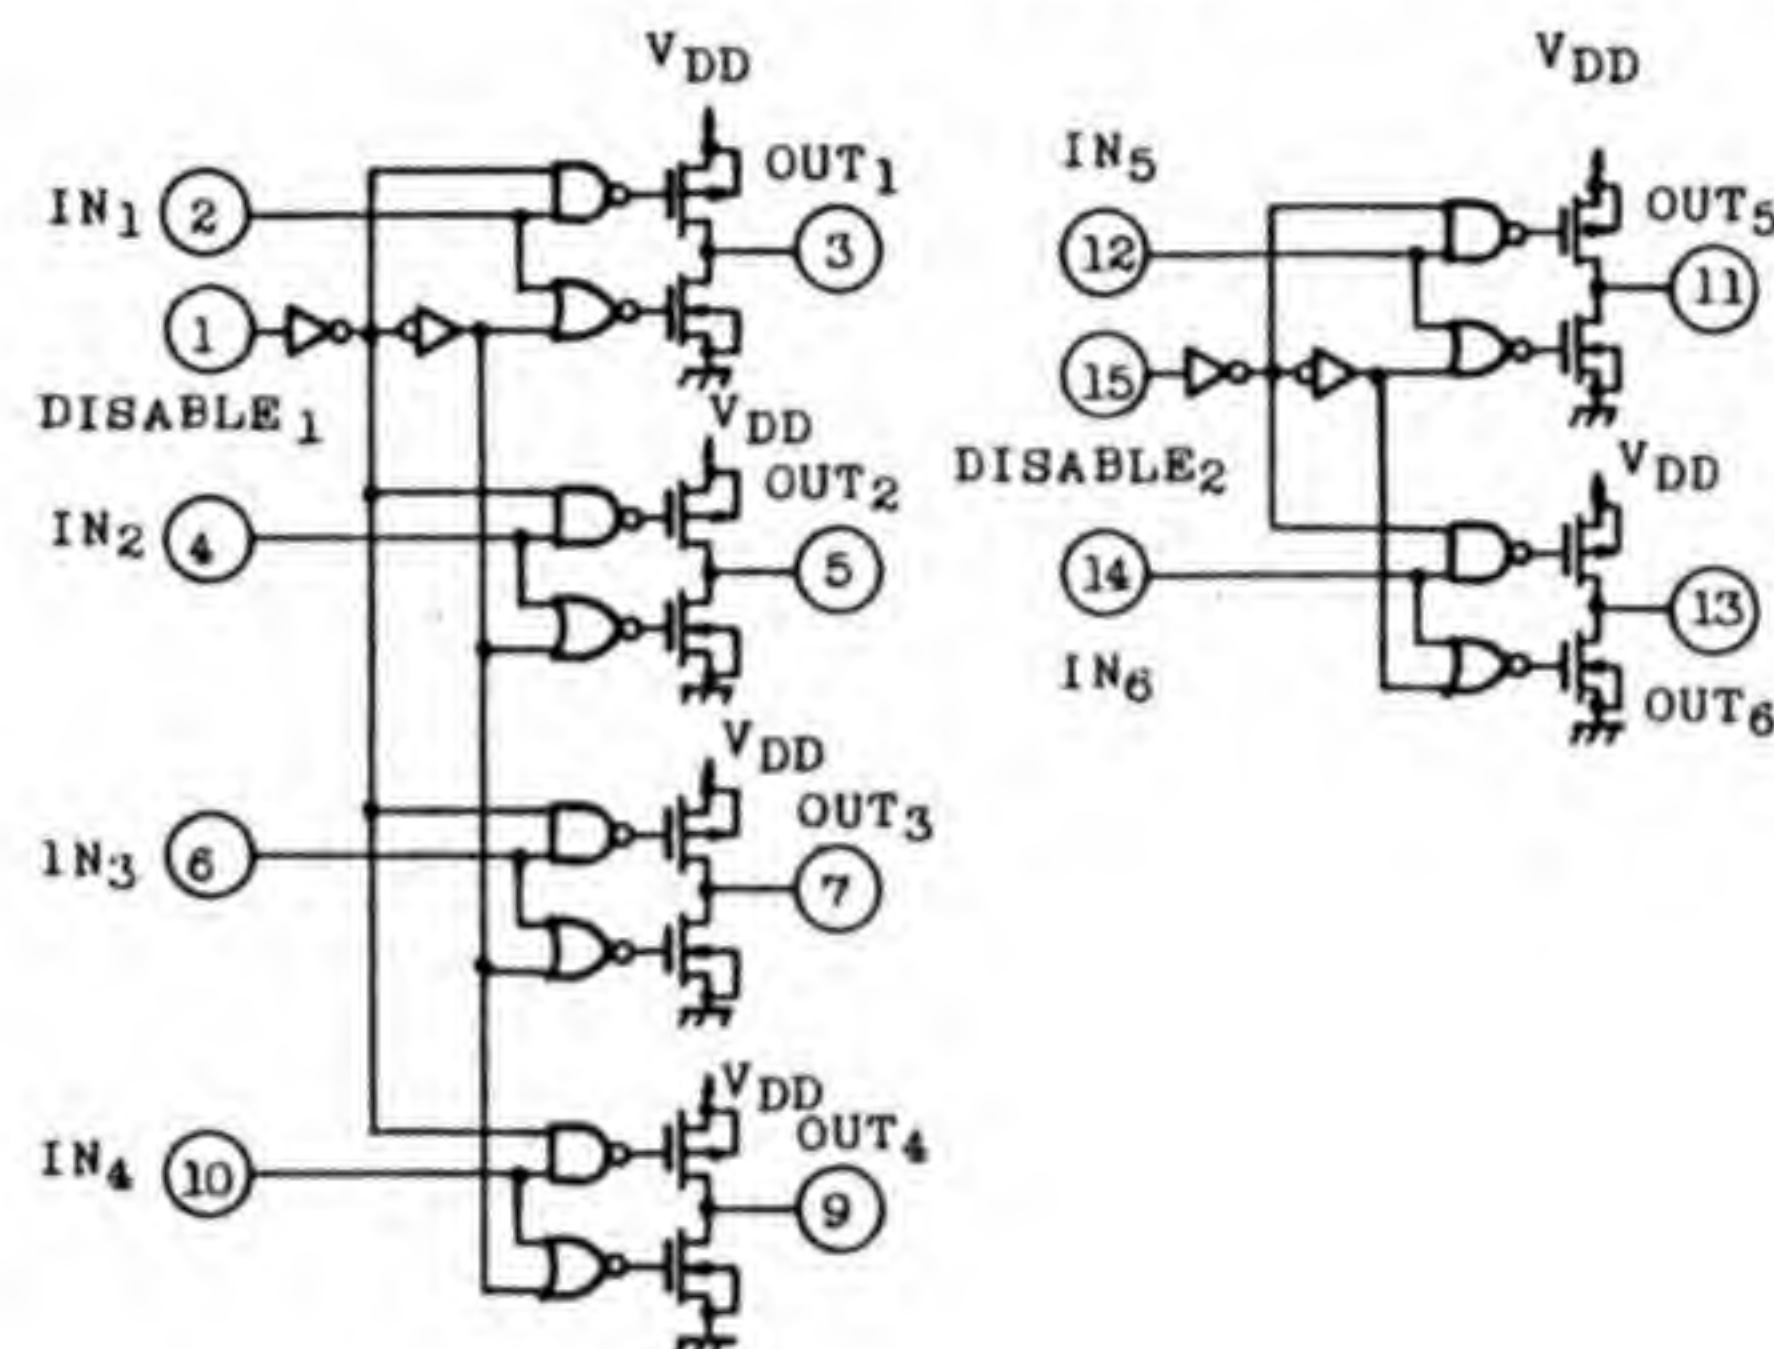 VDD
OUT1
IN1 2
3
1
DISABLE1
VDD
OUT2
IN2 4
5
VDD
OUT3
IN3 6
7
VDD
OUT4
IN4 10
9
VDD
IN5
OUT5
12
11
15
DISABLE2
VDD
14
13
IN6
OUT6